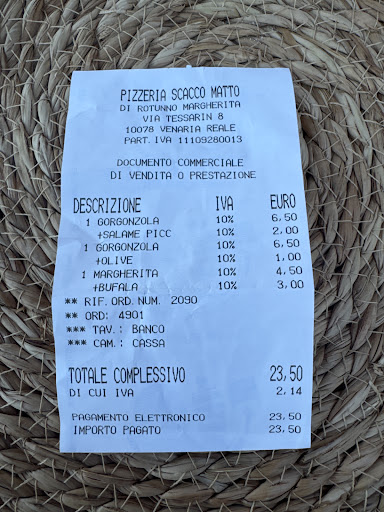 PIZZERIA SCACCO MATTO
DI ROTUNNO MARGHERITA
VIA TESSARIN 8
10078 VENARIA REALE
PART. IVA 11109280013
DOCUMENTO COMMERCIALE
DI VENDITA O PRESTAZIONE
DESCRIZIONE IVA EURO
1 GORGONZOLA 10% 6,50
+SALAME PICC 10% 2,00
1 GORGONZOLA 10% 6,50
+OLIVE 10% 1,00
1 MARGHERITA 10% 4,50
+BUFALA 10% 3,00
** RIF. ORD. NUM. 2090
** ORD: 4901
*** TAV.: BANCO
*** CAM.: CASSA
TOTALE COMPLESSIVO 23,50
DI CUI IVA 2,14
PAGAMENTO ELETTRONICO 23,50
IMPORTO PAGATO 23,50